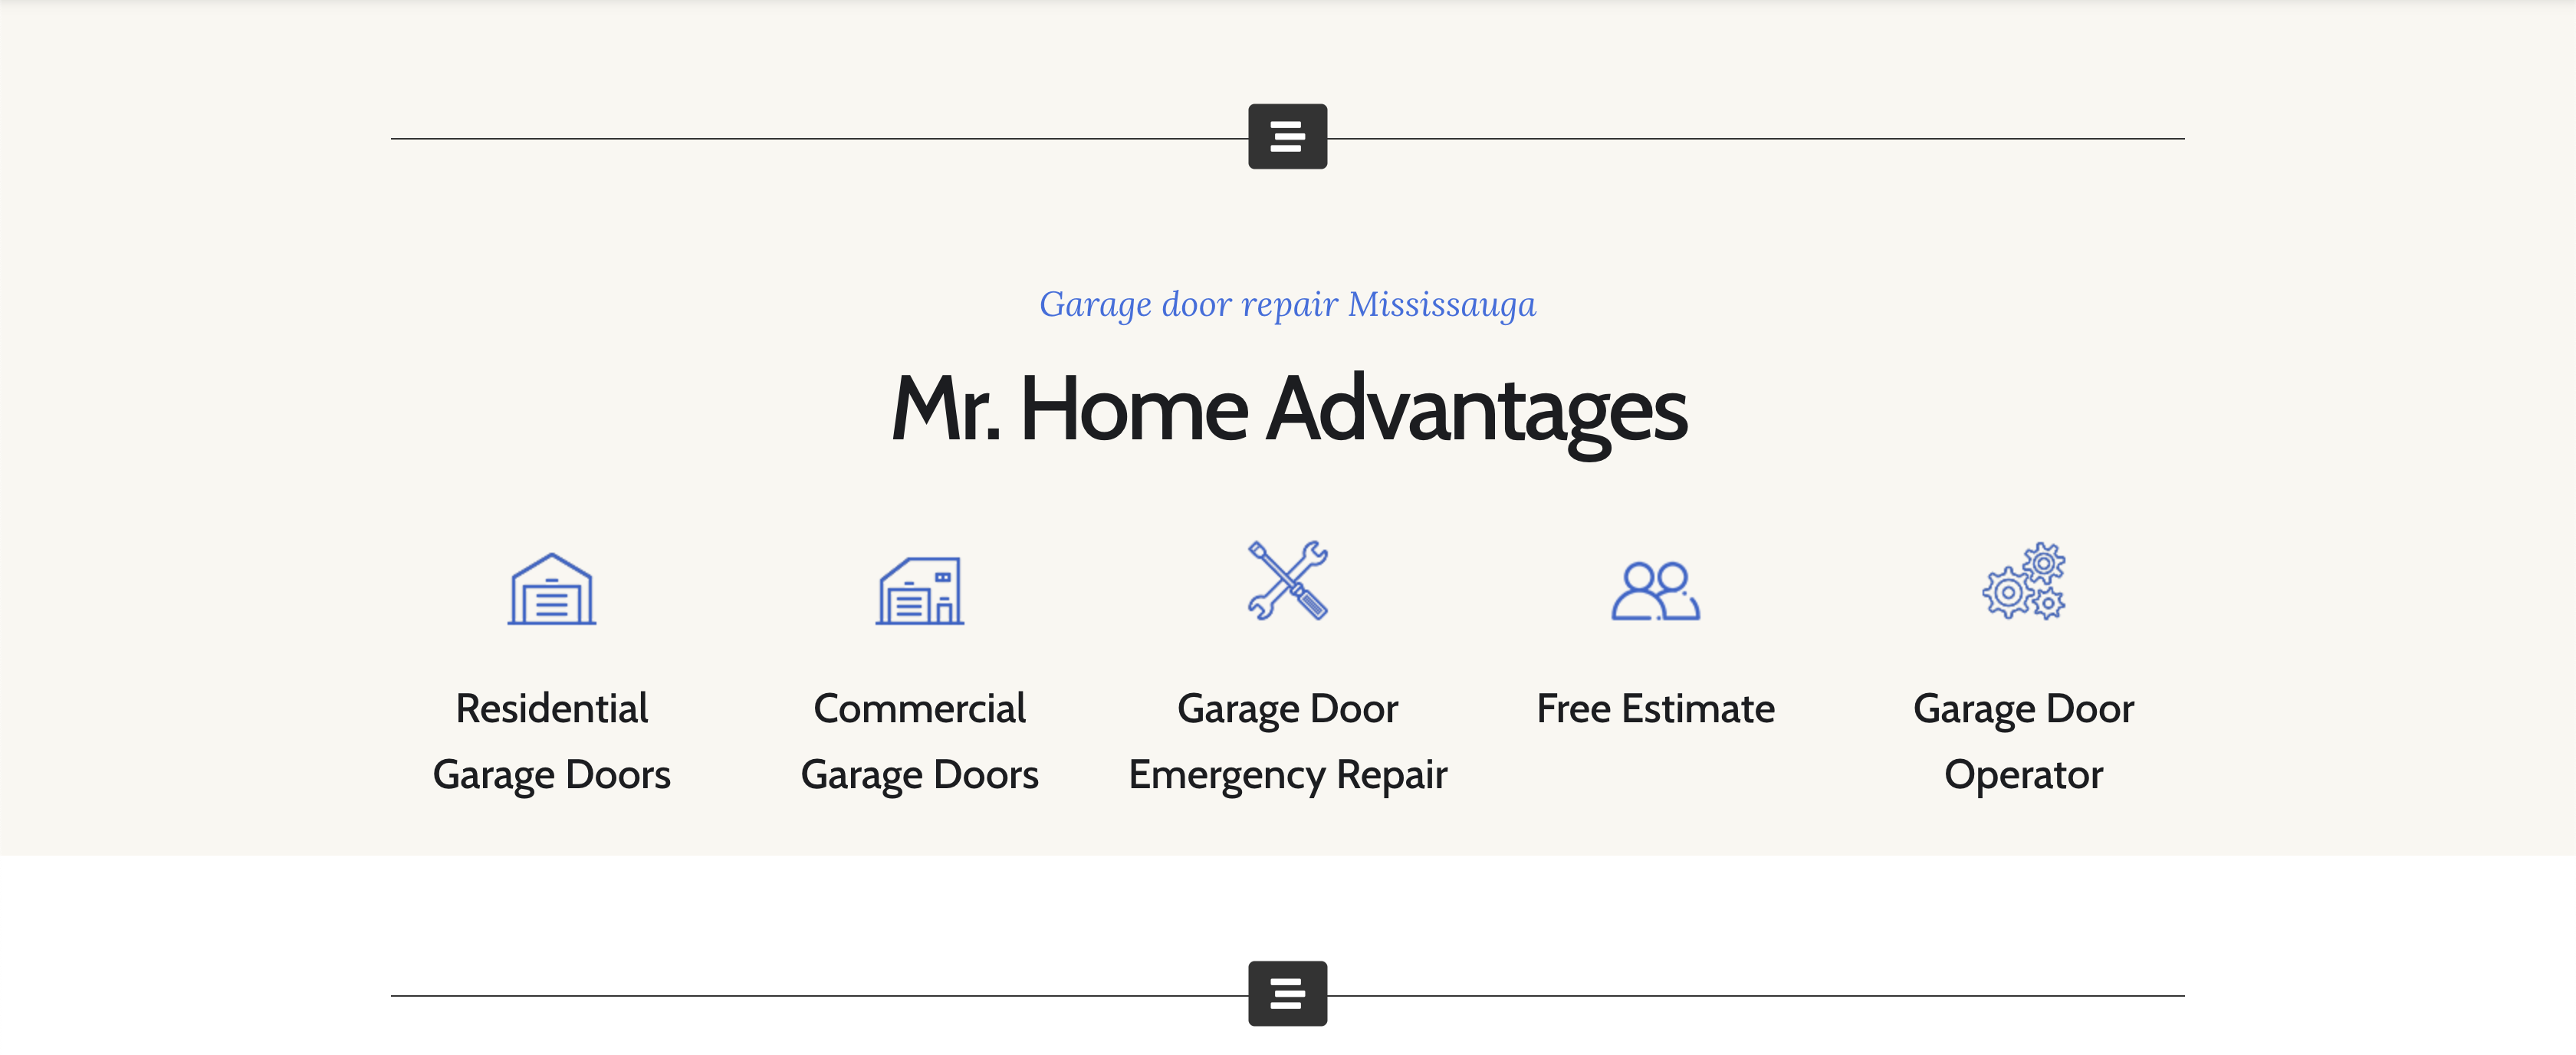 Garage door repair Mississauga
Mr. Home Advantages
Residential
Garage Doors
Commercial
Garage Doors
Garage Door
Emergency Repair
Free Estimate
Garage Door
Operator